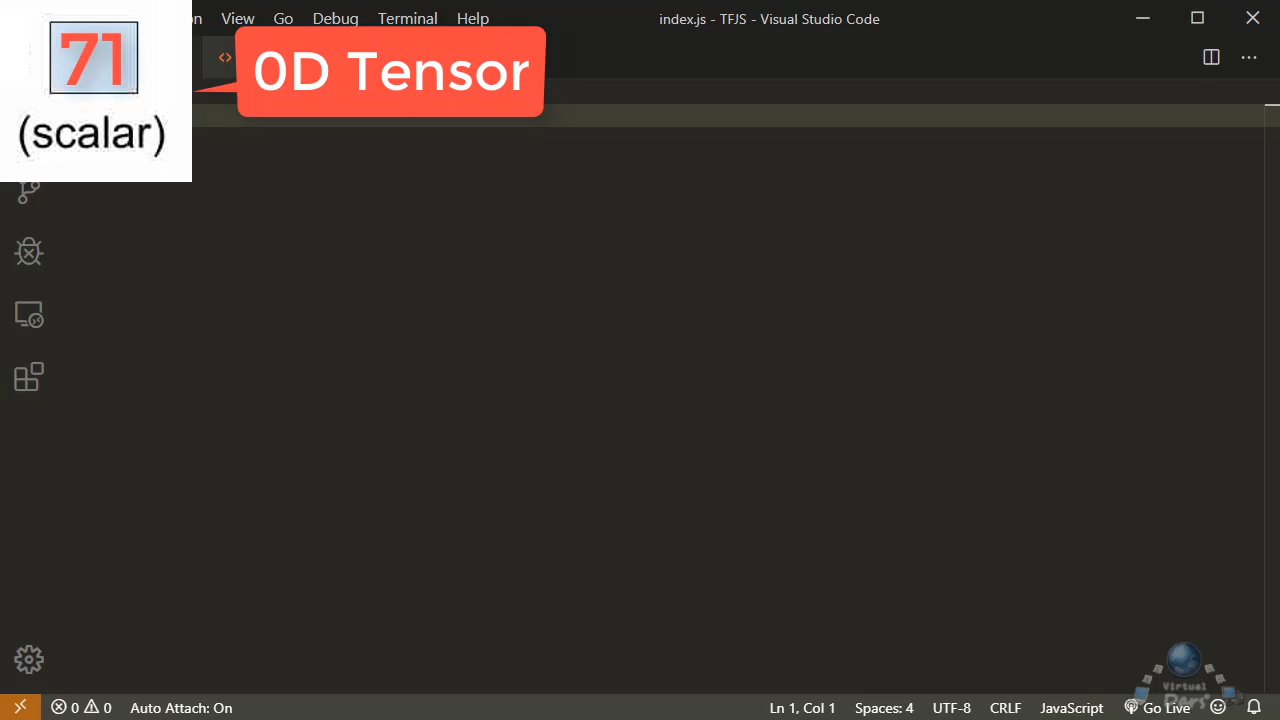 View Go Debug Terminal Help
index.js - TFJS - Visual Studio Code
71
(scalar)
0D Tensor
0 0
Auto Attach: On
Ln 1, Col 1
Spaces: 4
UTF-8
CRLF
JavaScript
Go Live
Virtual